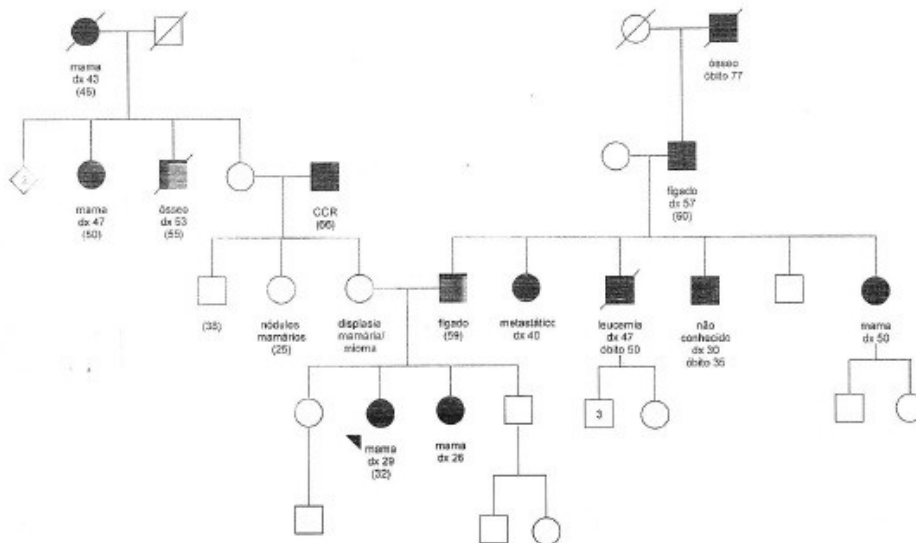 mama
dx 43
(45)
ósseo
óbito 77
2
mama
dx 47
(50)
ósseo
dx 53
(55)
CCR
(66)
fígado
dx 57
(60)
(38)
nódulos
mamários
(25)
displasia
mamária/
mioma
fígado
(59)
metastático
dx 40
leucemia
dx 47
óbito 50
não
conhecido
dx 30
óbito 35
mama
dx 50
mama
dx 29
(32)
mama
dx 26
3